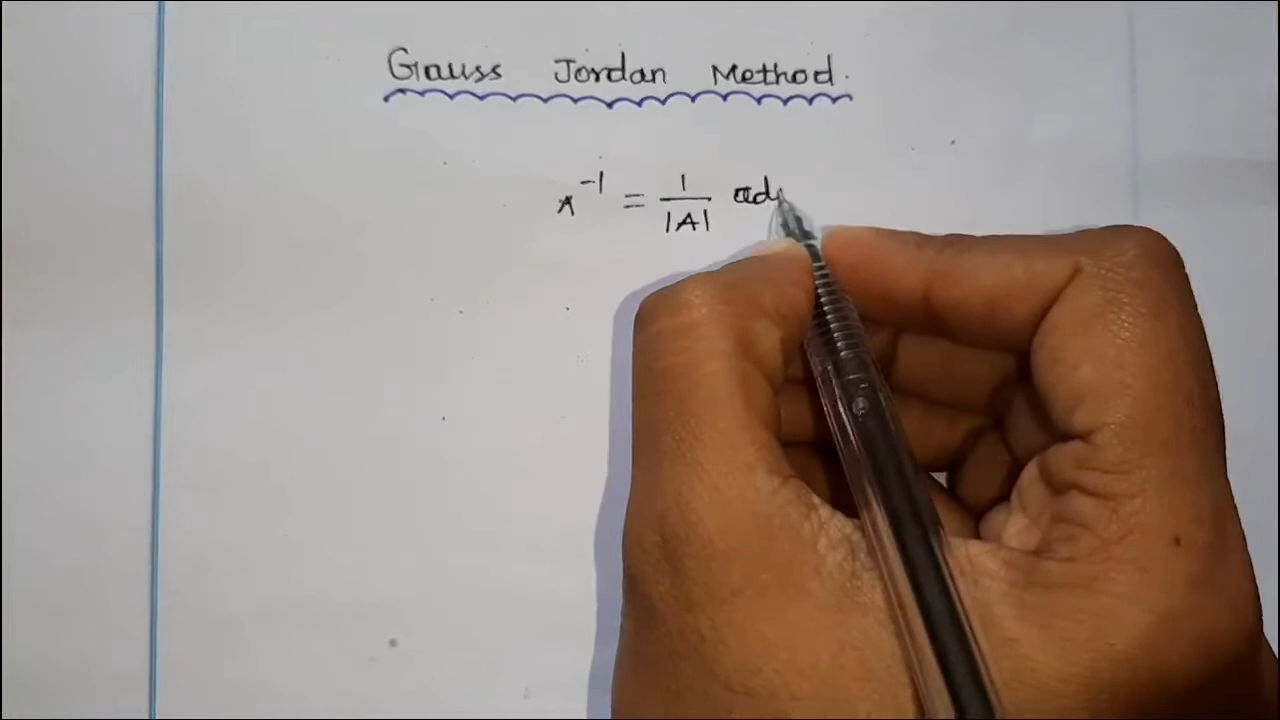 Gauss Jordan Method.
A⁻¹ = 1/|A| ad